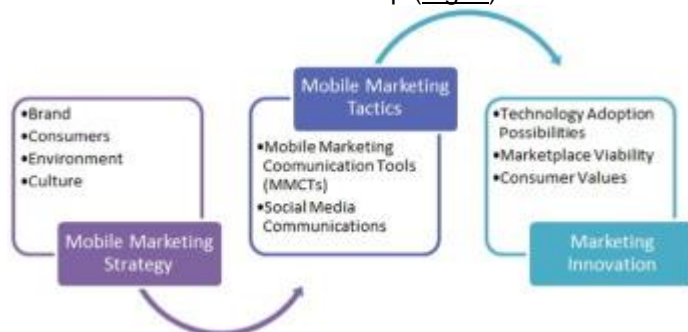 •Brand
•Consumers
•Environment
•Culture
Mobile Marketing
Strategy
Mobile Marketing
Tactics
•Mobile Marketing
Coomunication Tools
(MMCTs)
•Social Media
Communications
•Technology Adoption
Possibilities
•Marketplace Viability
•Consumer Values
Marketing
Innovation